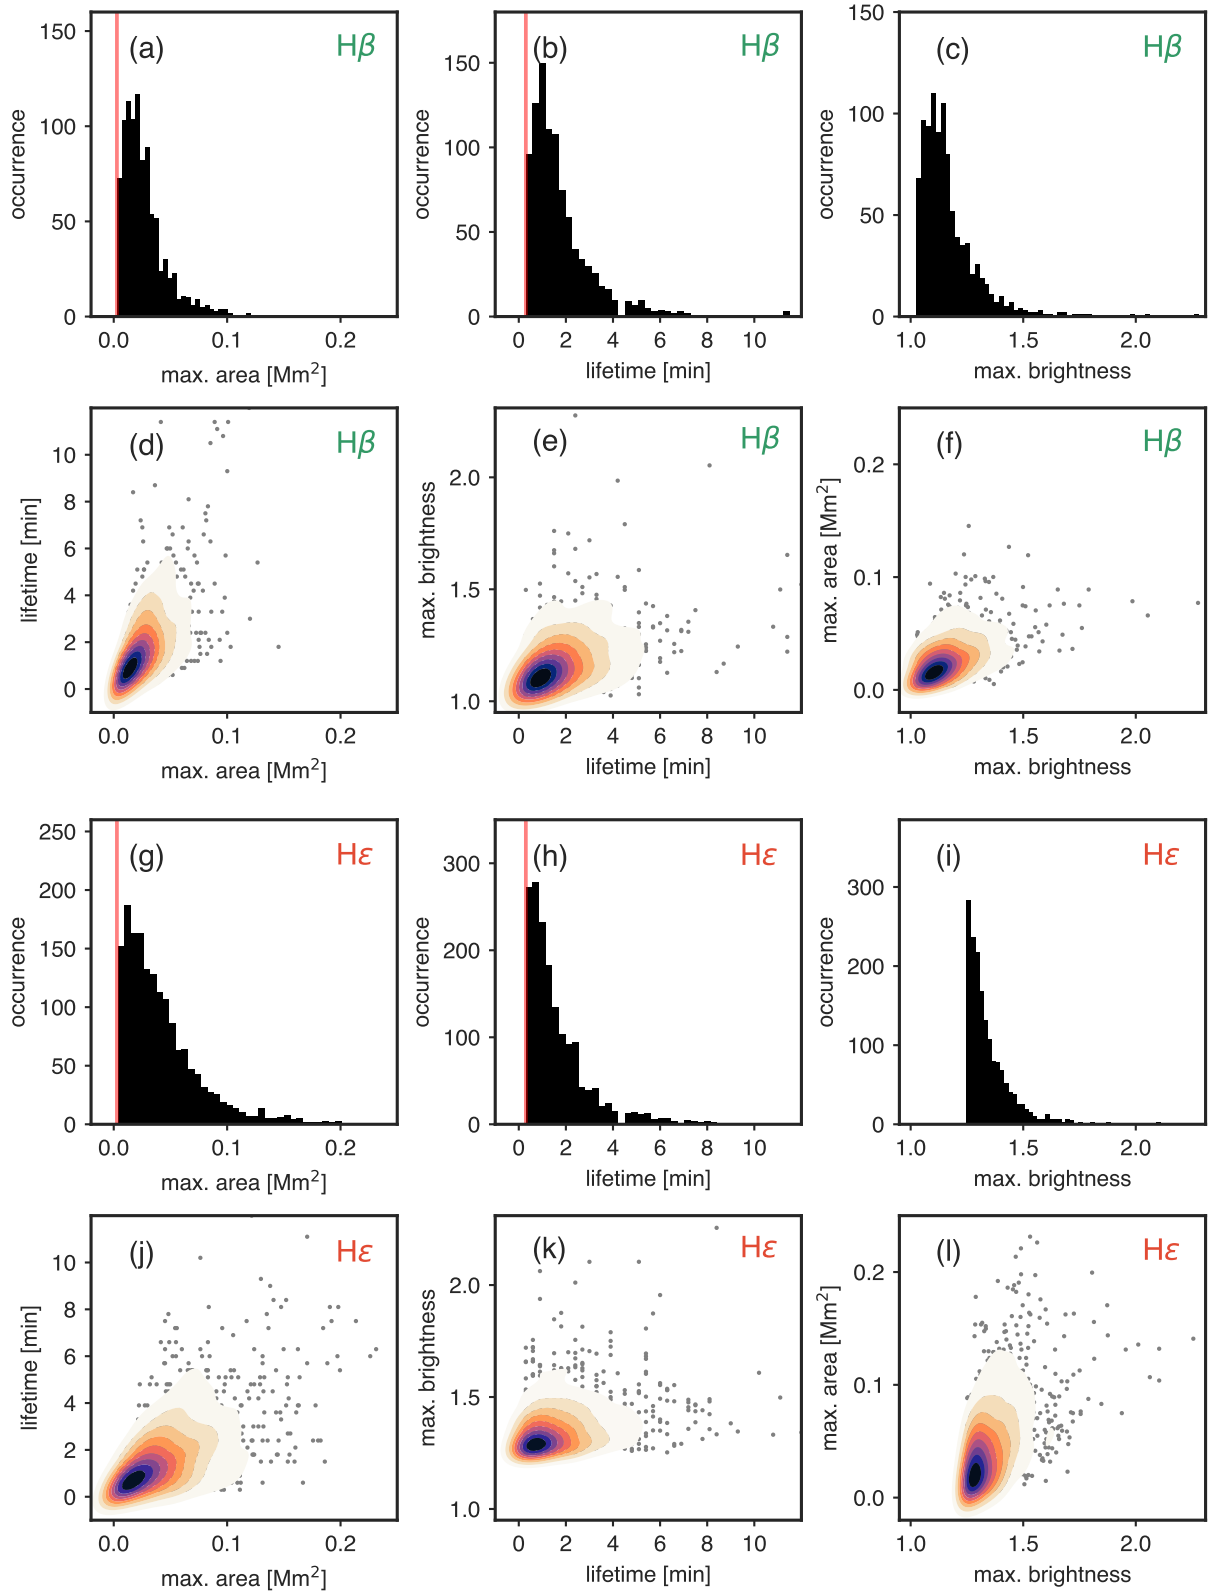 (a) Hβ
150
100
50
0
occurrence
0.0 0.1 0.2
max. area [Mm²]
(b) Hβ
150
100
50
0
occurrence
0 2 4 6 8 10
lifetime [min]
(c) Hβ
150
100
50
0
occurrence
1.0 1.5 2.0
max. brightness
(d) Hβ
10
8
6
4
2
0
lifetime [min]
0.0 0.1 0.2
max. area [Mm²]
(e) Hβ
2.0
1.5
1.0
max. brightness
0 2 4 6 8 10
lifetime [min]
(f) Hβ
0.2
0.1
0.0
max. area [Mm²]
1.0 1.5 2.0
max. brightness
(g) Hε
250
200
150
100
50
0
occurrence
0.0 0.1 0.2
max. area [Mm²]
(h) Hε
300
200
100
0
occurrence
0 2 4 6 8 10
lifetime [min]
(i) Hε
300
200
100
0
occurrence
1.0 1.5 2.0
max. brightness
(j) Hε
10
8
6
4
2
0
lifetime [min]
0.0 0.1 0.2
max. area [Mm²]
(k) Hε
2.0
1.5
1.0
max. brightness
0 2 4 6 8 10
lifetime [min]
(l) Hε
0.2
0.1
0.0
max. area [Mm²]
1.0 1.5 2.0
max. brightness